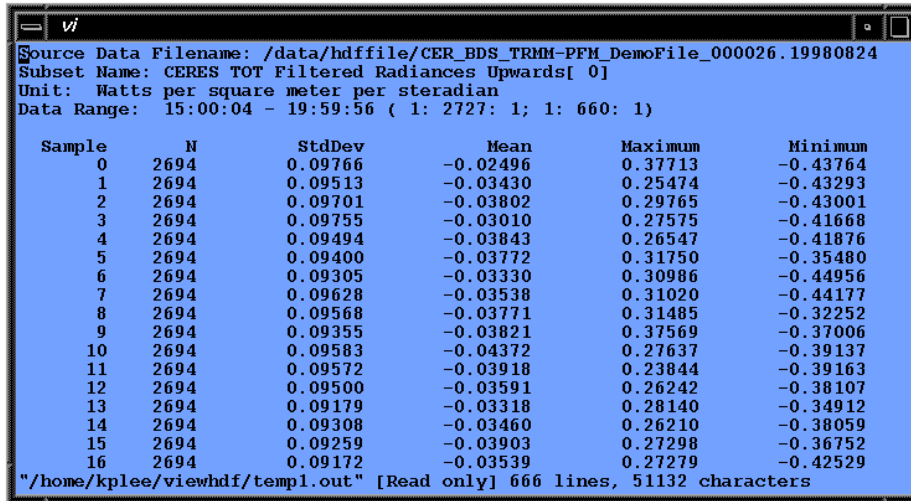 vi
Source Data Filename: /data/hdffile/CER_BDS_TRMM-PFM_DemoFile_000026.19980824
Subset Name: CERES TOT Filtered Radiances Upwards[ 0]
Unit:  Watts per square meter per steradian
Data Range:  15:00:04 - 19:59:56 ( 1: 2727: 1; 1: 660: 1)
Sample N StdDev Mean Maximum Minimum
0 2694 0.09766 -0.02496 0.37713 -0.43764
1 2694 0.09513 -0.03430 0.25474 -0.43293
2 2694 0.09701 -0.03802 0.29765 -0.43001
3 2694 0.09755 -0.03010 0.27575 -0.41668
4 2694 0.09494 -0.03843 0.26547 -0.41876
5 2694 0.09400 -0.03772 0.31750 -0.35480
6 2694 0.09305 -0.03330 0.30986 -0.44956
7 2694 0.09628 -0.03538 0.31020 -0.44177
8 2694 0.09568 -0.03771 0.31485 -0.32252
9 2694 0.09355 -0.03821 0.37569 -0.37006
10 2694 0.09583 -0.04372 0.27637 -0.39137
11 2694 0.09572 -0.03918 0.23844 -0.39163
12 2694 0.09500 -0.03591 0.26242 -0.38107
13 2694 0.09179 -0.03318 0.28140 -0.34912
14 2694 0.09308 -0.03460 0.26210 -0.38059
15 2694 0.09259 -0.03903 0.27298 -0.36752
16 2694 0.09172 -0.03539 0.27279 -0.42529
"/home/kplee/viewhdf/temp1.out" [Read only] 666 lines, 51132 characters